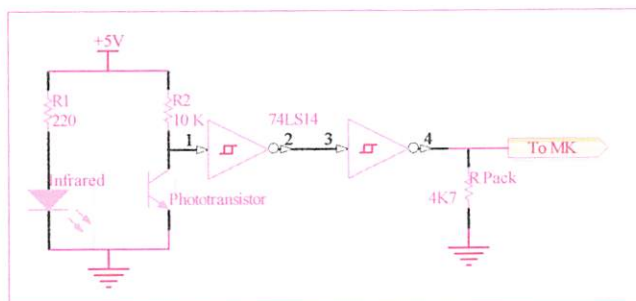 +5V
R1
220
R2
10 K
74LS14
1
2
3
4
To MK
Infrared
Phototransistor
R Pack
4K7